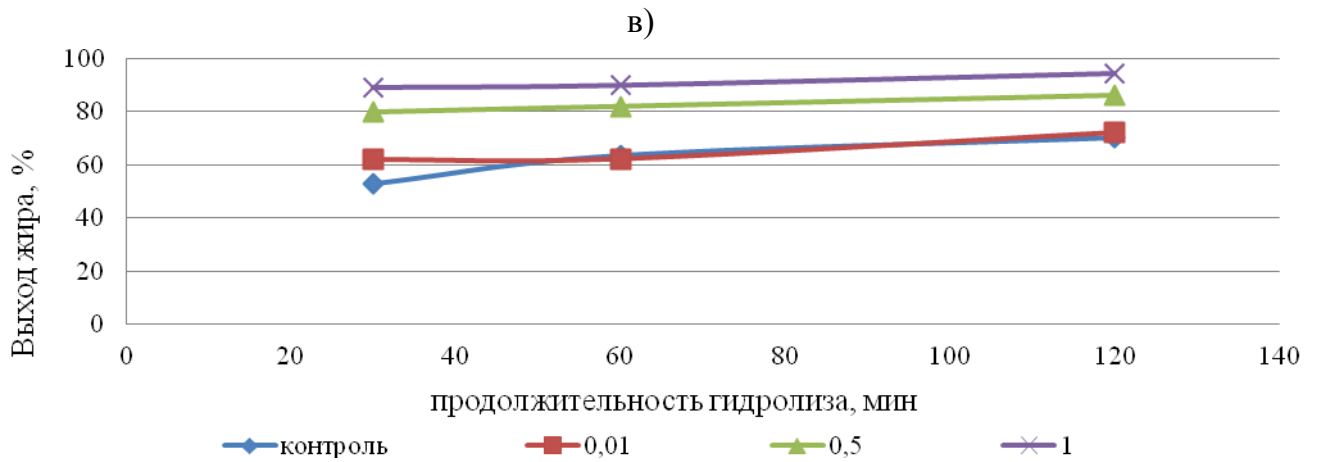 в)
100
80
60
40
20
0
Выход жира, %
0 20 40 60 80 100 120 140
продолжительность гидролиза, мин
контроль 0,01 0,5 1